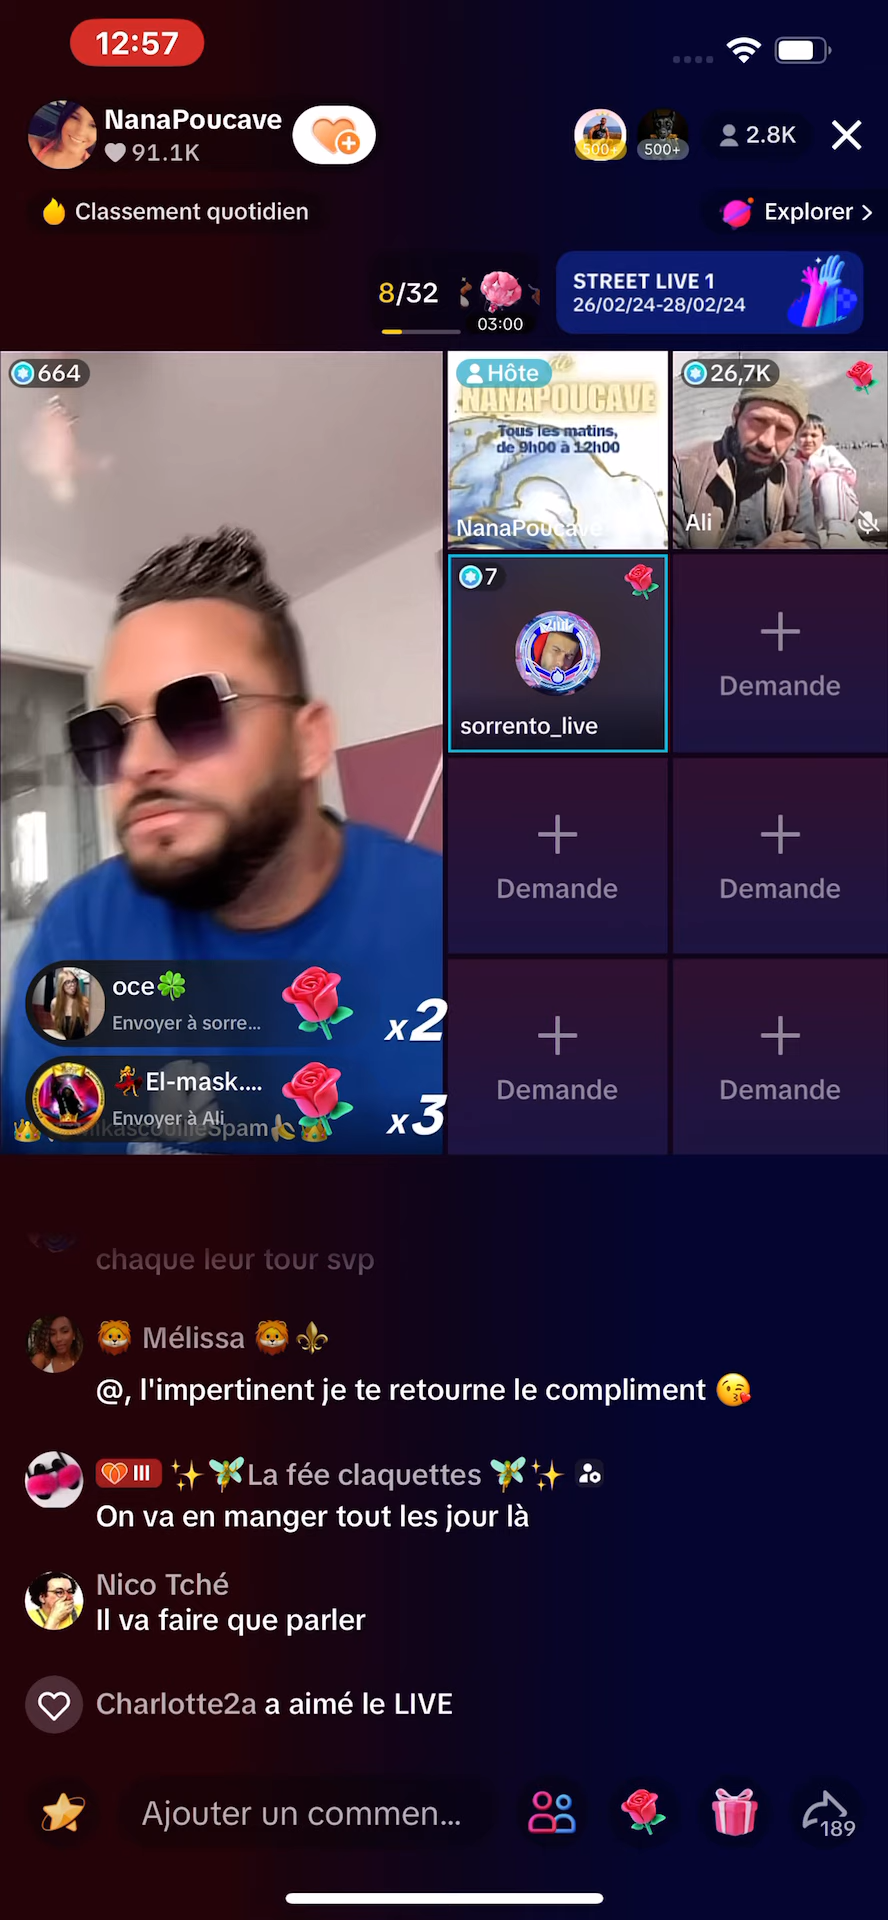 12:57
NanaPoucave
91.1K
500+
500+
2.8K
Classement quotidien
Explorer >
8/32
03:00
STREET LIVE 1
26/02/24-28/02/24
664
Hôte
de
NANAPOUCAVE
Tous les matins,
de 9h00 à 12h00
NanaPoucave
26,7K
Ali
7
sorrento_live
Demande
Demande
Demande
Demande
Demande
oce🍀
Envoyer à sorre...
x2
💃El-mask....
Envoyer à Ali
x3
Spam🍌👑
chaque leur tour svp
🦁 Mélissa 🦁⚜️
@, l'impertinent je te retourne le compliment 😘
III ✨🧚La fée claquettes 🧚✨
On va en manger tout les jour là
Nico Tché
Il va faire que parler
Charlotte2a a aimé le LIVE
Ajouter un commen...
189